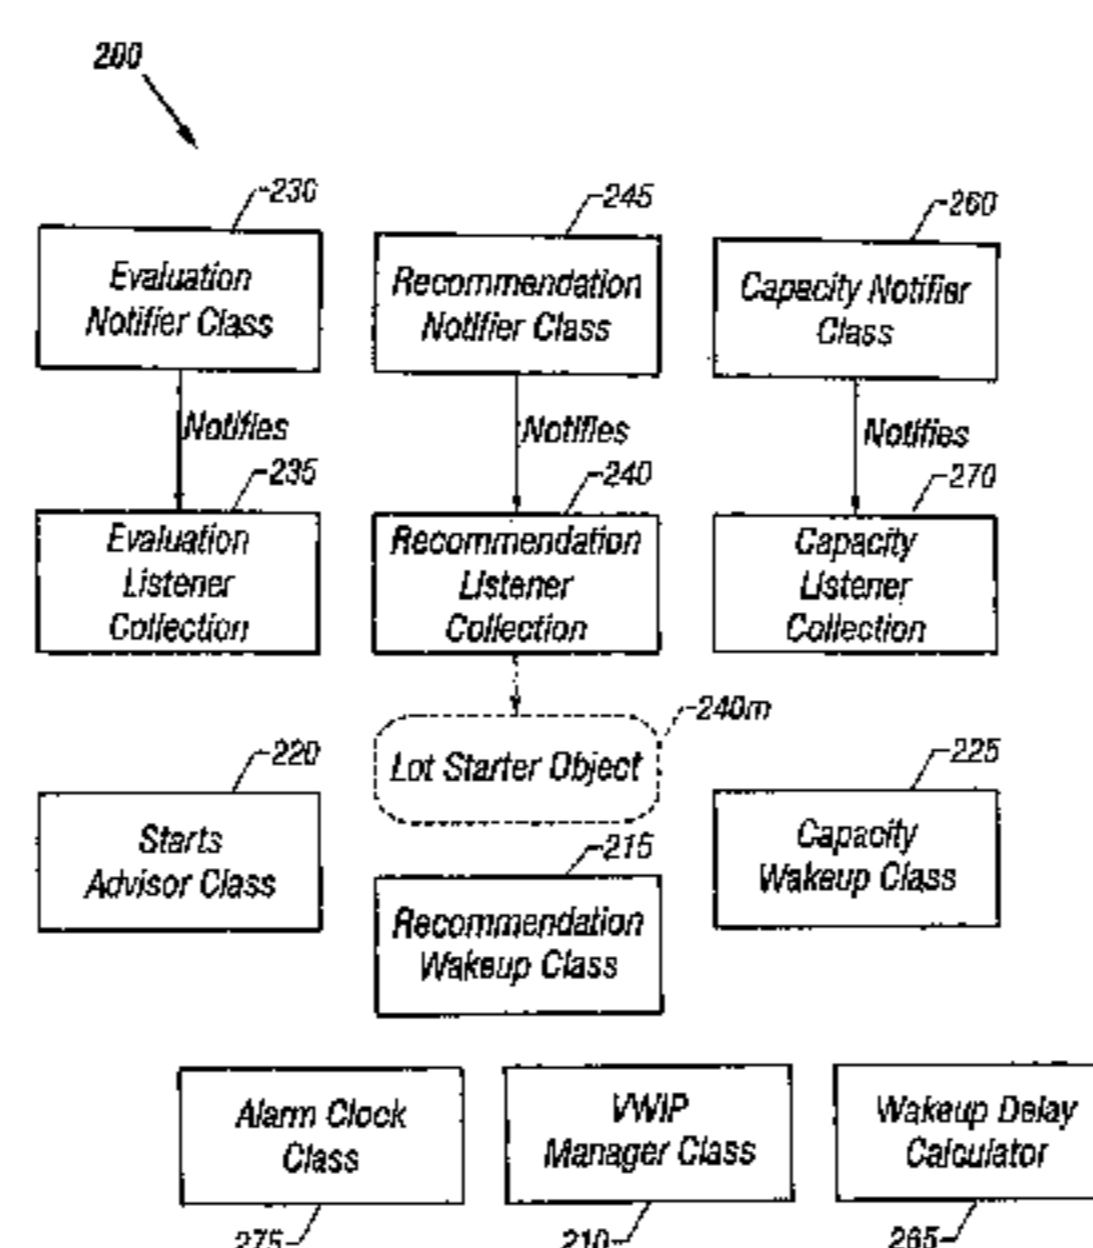 200
230
245
260
Evaluation
Notifier Class
Recommendation
Notifier Class
Capacity Notifier
Class
Notifies
Notifies
Notifies
235
240
270
Evaluation
Listener
Collection
Recommendation
Listener
Collection
Capacity
Listener
Collection
240m
Lot Starter Object
220
225
Starts
Advisor Class
Capacity
Wakeup Class
215
Recommendation
Wakeup Class
Alarm Clock
Class
VWIP
Manager Class
Wakeup Delay
Calculator
275
210
265